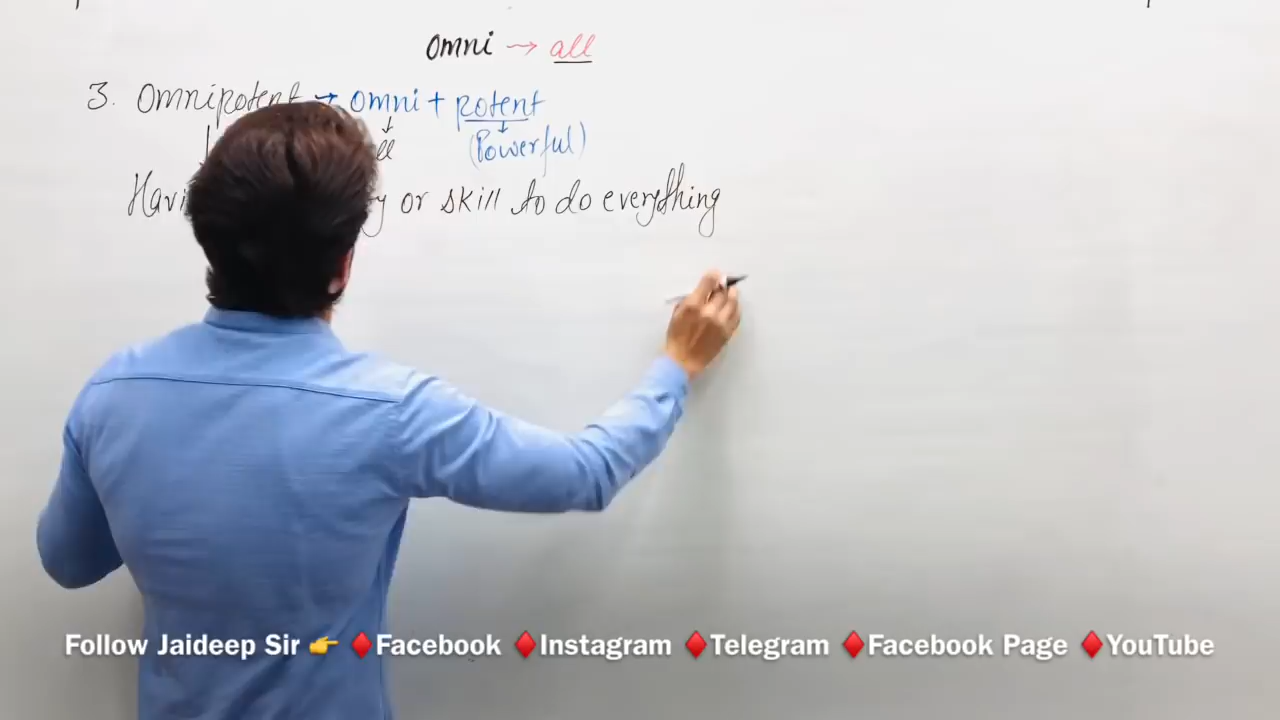 omni → all
3. Omnipotent → omni + potent
(Powerful)
or skill to do everything
Follow Jaideep Sir 👉 ♦Facebook ♦Instagram ♦Telegram ♦Facebook Page ♦YouTube